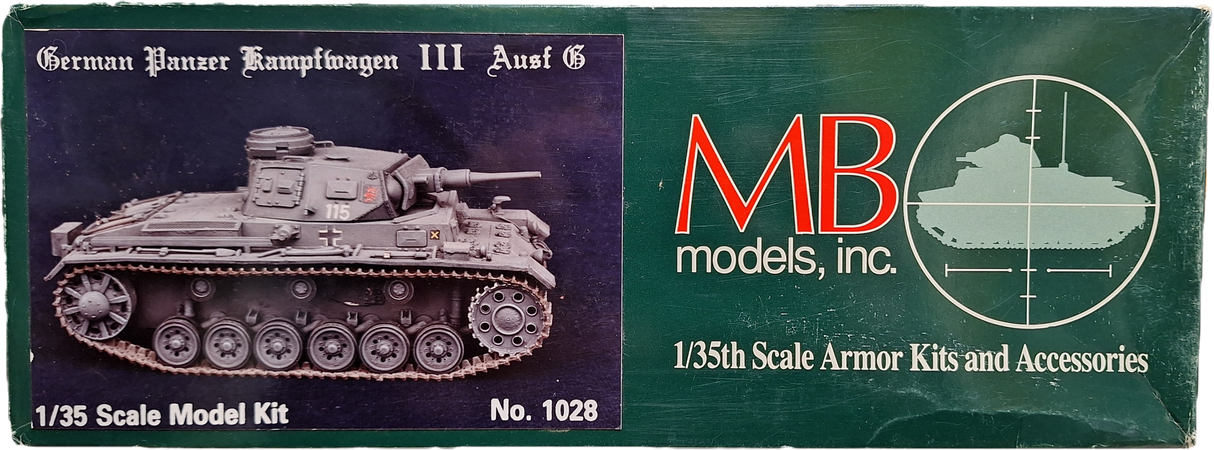 German Panzer Kampfwagen III Ausf G
115
1/35 Scale Model Kit
No. 1028
MB
models, inc.
1/35th Scale Armor Kits and Accessories